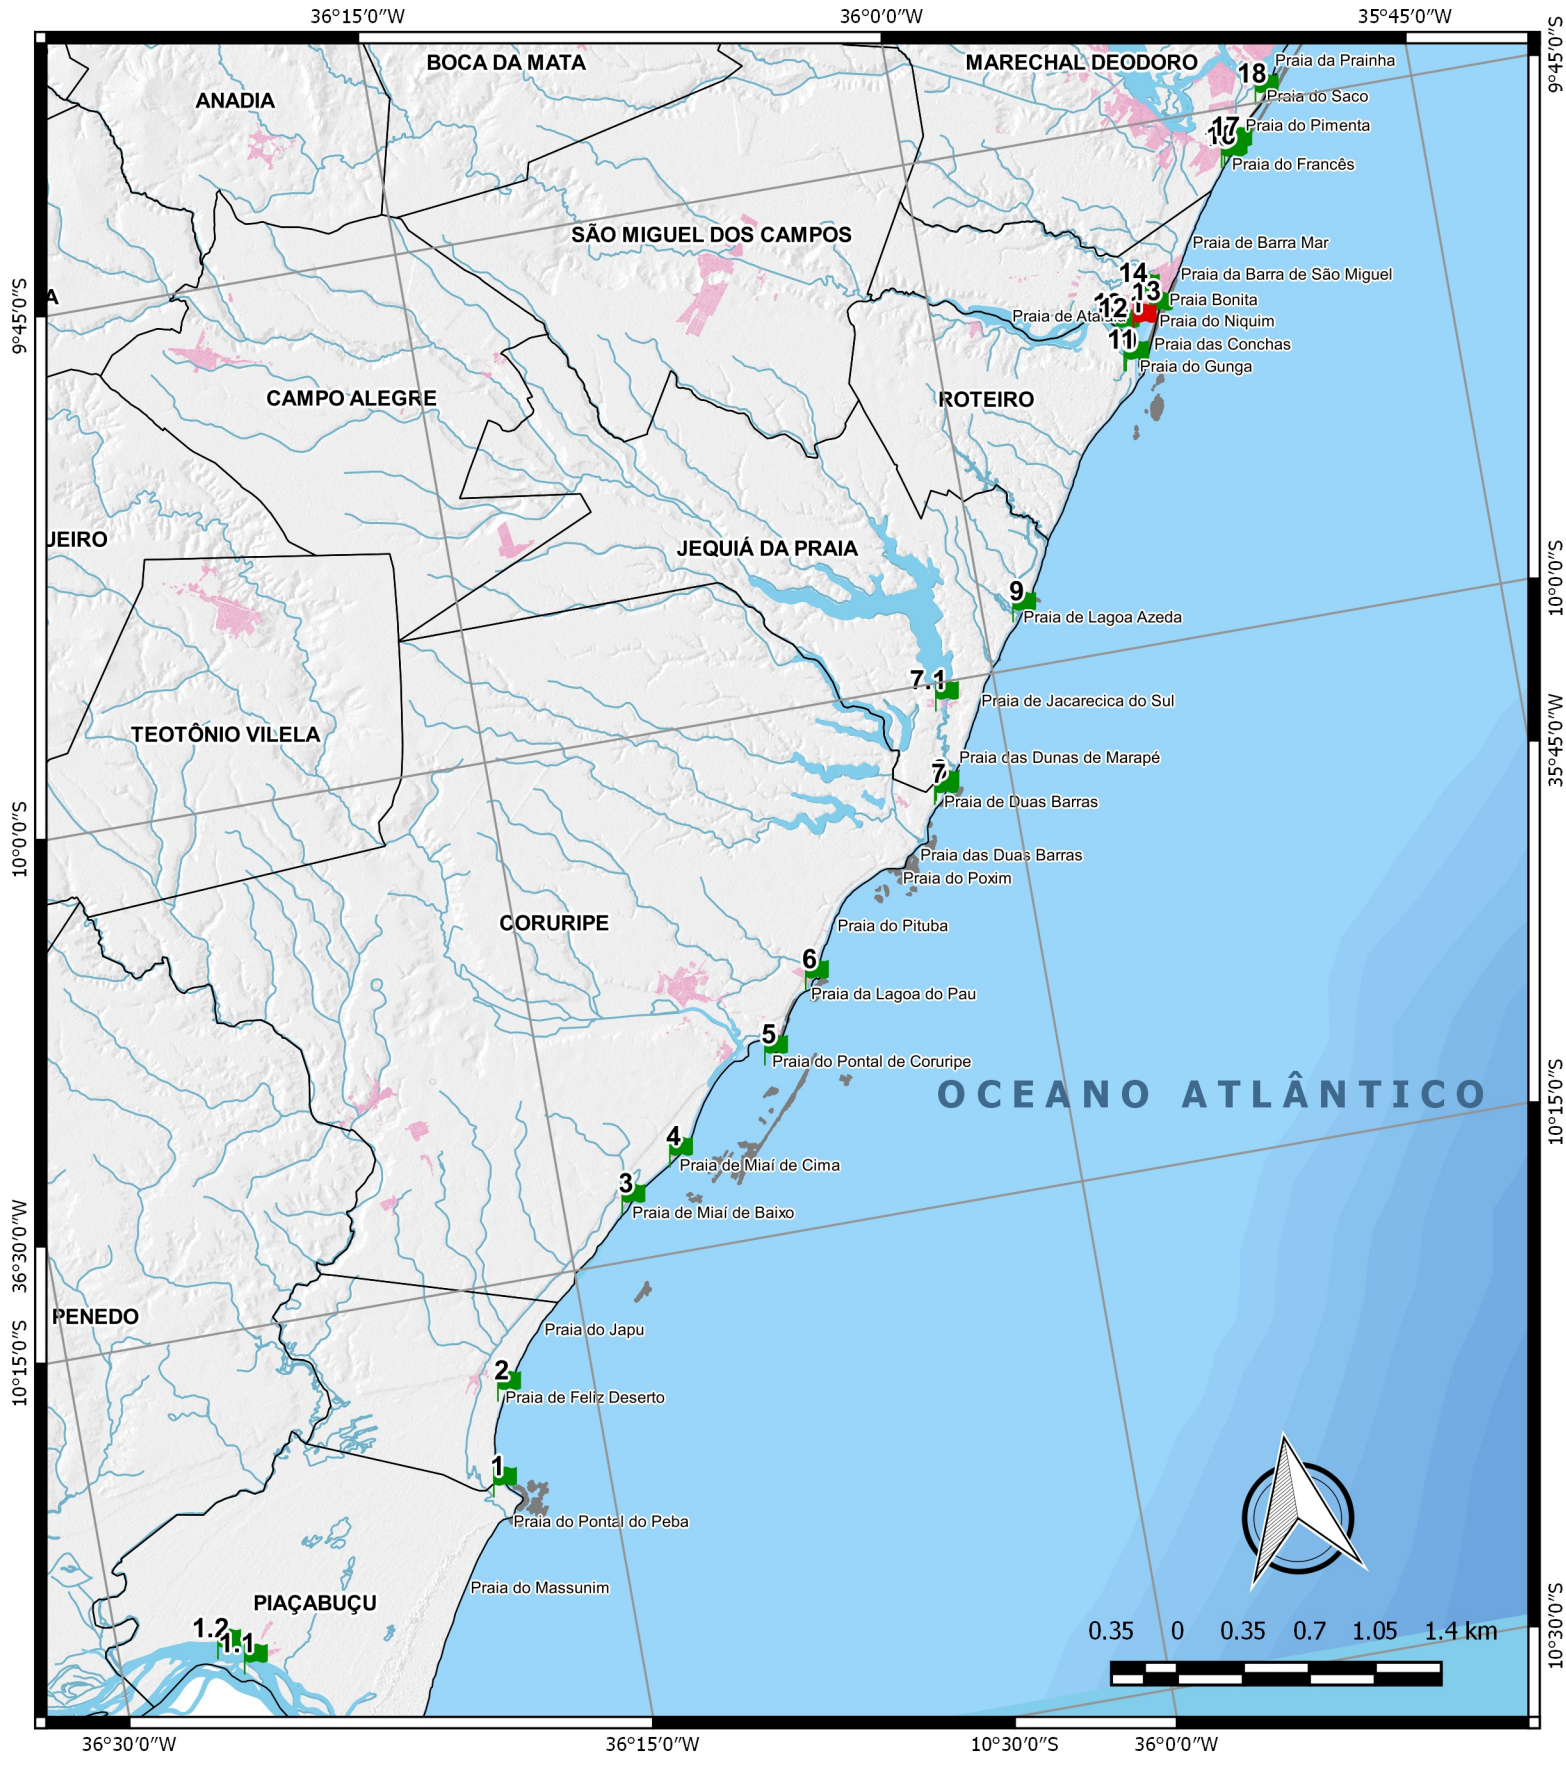 36°15′0″W 36°0′0″W 35°45′0″W
9°45′0″S
BOCA DA MATA
MARECHAL DEODORO
Praia da Prainha
18
ANADIA
Praia do Saco
17
Praia do Pimenta
Praia do Francês
SÃO MIGUEL DOS CAMPOS
Praia de Barra Mar
14
Praia da Barra de São Miguel
13
Praia Bonita
12
Praia do Niquim
9°45′0″S
11
Praia das Conchas
Praia do Gunga
CAMPO ALEGRE
ROTEIRO
JEIRO
JEQUIÁ DA PRAIA
10°0′0″S
9
Praia de Lagoa Azeda
7.1
Praia de Jacarecica do Sul
TEOTÔNIO VILELA
35°45′0″W
Praia das Dunas de Marapé
7
Praia de Duas Barras
10°0′0″S
Praia das Duas Barras
Praia do Poxim
CORURIPE
Praia do Pituba
6
Praia da Lagoa do Pau
5
Praia do Pontal de Coruripe
OCEANO ATLÂNTICO
10°15′0″S
4
Praia de Miaí de Cima
3
Praia de Miaí de Baixo
36°30′0″W
PENEDO
Praia do Japu
10°15′0″S
2
Praia de Feliz Deserto
1
Praia do Pontal do Peba
Praia do Massunim
PIAÇABUÇU
1.2
1.1
0.35 0 0.35 0.7 1.05 1.4 km
10°30′0″S
36°30′0″W 36°15′0″W 10°30′0″S 36°0′0″W